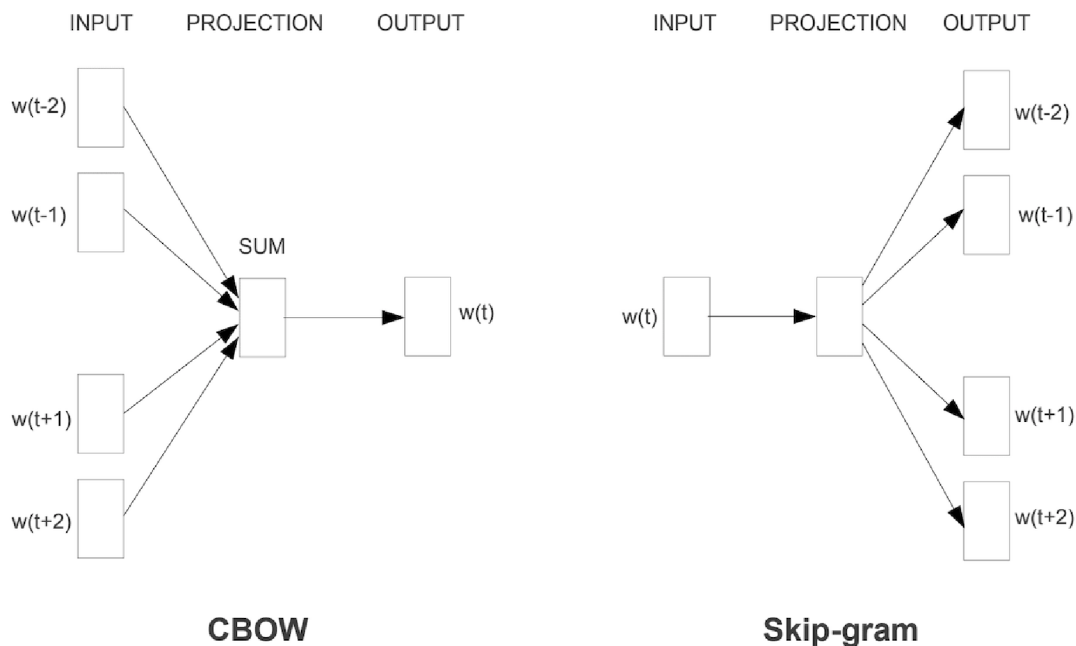 INPUT PROJECTION OUTPUT
w(t-2)
w(t-1)
SUM
w(t)
w(t+1)
w(t+2)
CBOW
INPUT PROJECTION OUTPUT
w(t-2)
w(t-1)
w(t)
w(t+1)
w(t+2)
Skip-gram